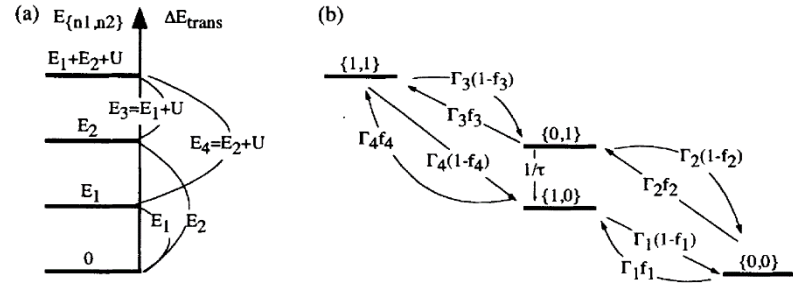 (a)
E{n1,n2}
ΔEtrans
E1+E2+U
E3=E1+U
E2
E4=E2+U
E1
E1
E2
0
(b)
{1,1}
Γ3(1-f3)
Γ3f3
{0,1}
Γ4f4
Γ4(1-f4)
1/τ
Γ2(1-f2)
Γ2f2
{1,0}
Γ1(1-f1)
{0,0}
Γ1f1